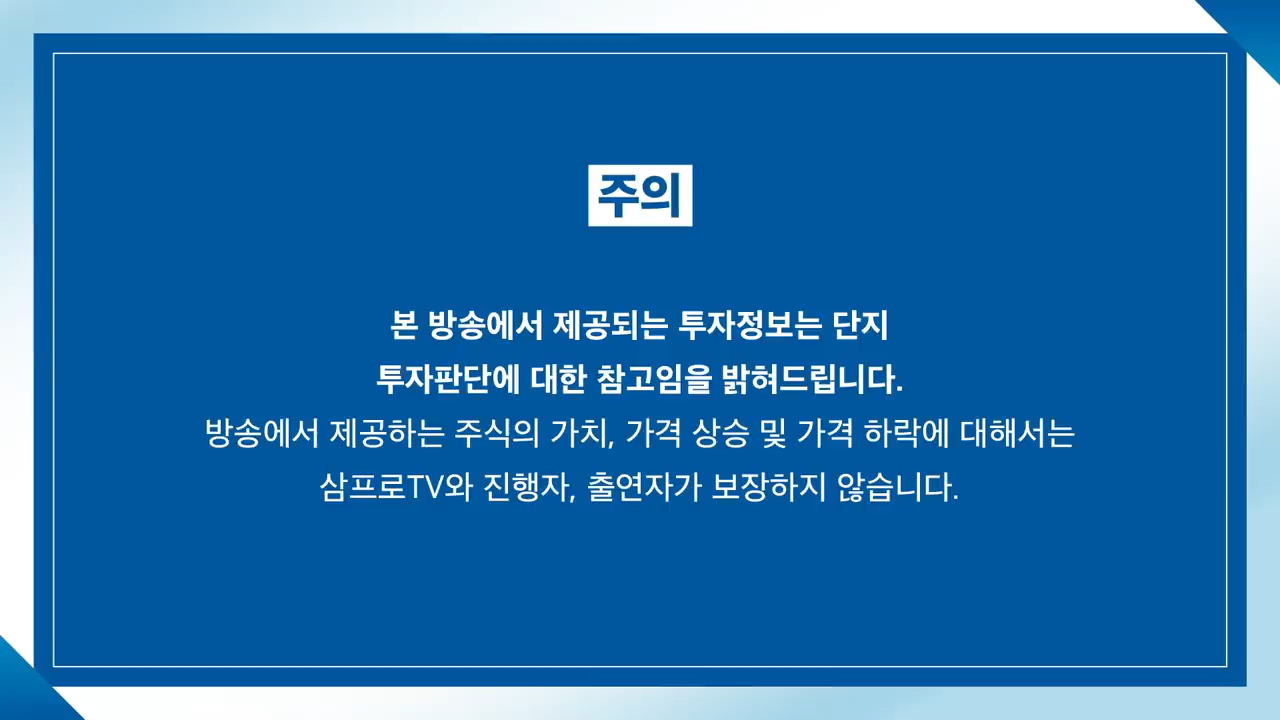 주의
본 방송에서 제공되는 투자정보는 단지
투자판단에 대한 참고임을 밝혀드립니다.
방송에서 제공하는 주식의 가치, 가격 상승 및 가격 하락에 대해서는
삼프로TV와 진행자, 출연자가 보장하지 않습니다.